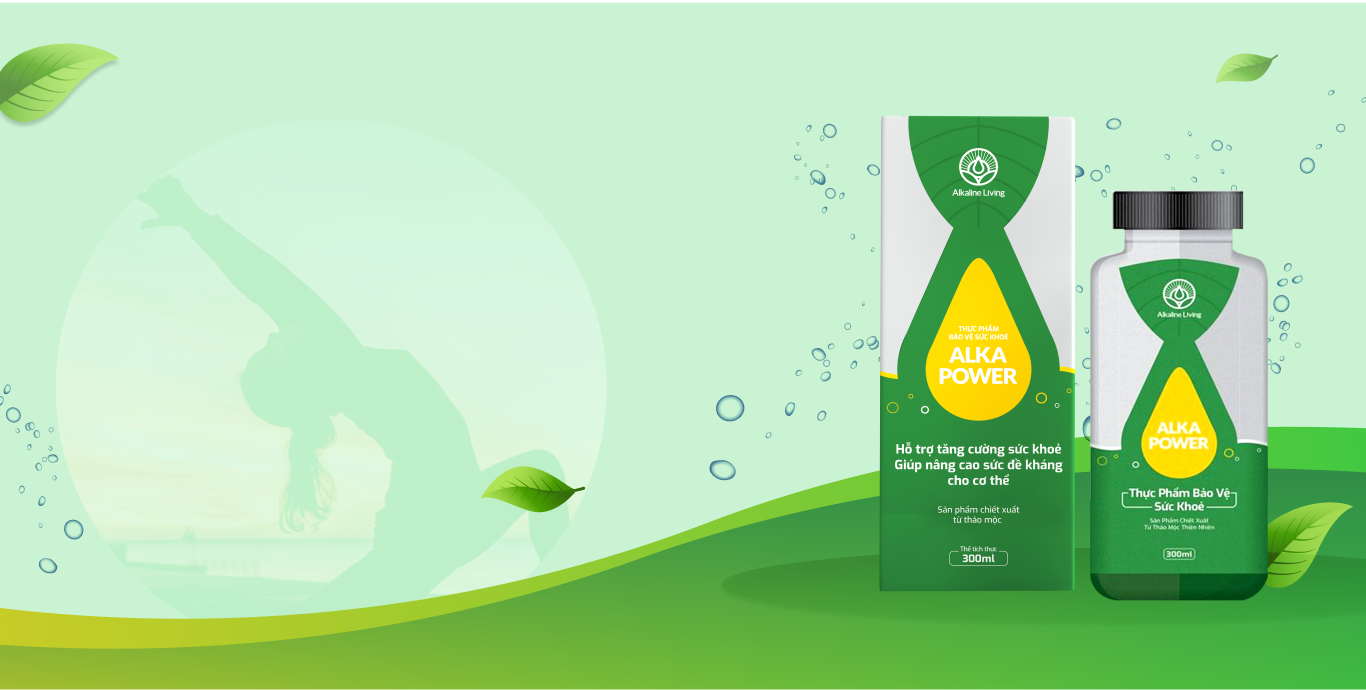 Alkaline Living
THỰC PHẨM
BẢO VỆ SỨC KHOẺ
ALKA
POWER
Hỗ trợ tăng cường sức khoẻ
Giúp nâng cao sức đề kháng
cho cơ thể
Sản phẩm chiết xuất
từ thảo mộc
Thể tích thực
300ml
Alkaline Living
ALKA
POWER
Thực Phẩm Bảo Vệ
Sức Khoẻ
Sản Phẩm Chiết Xuất
Từ Thảo Mộc Thiên Nhiên
300ml